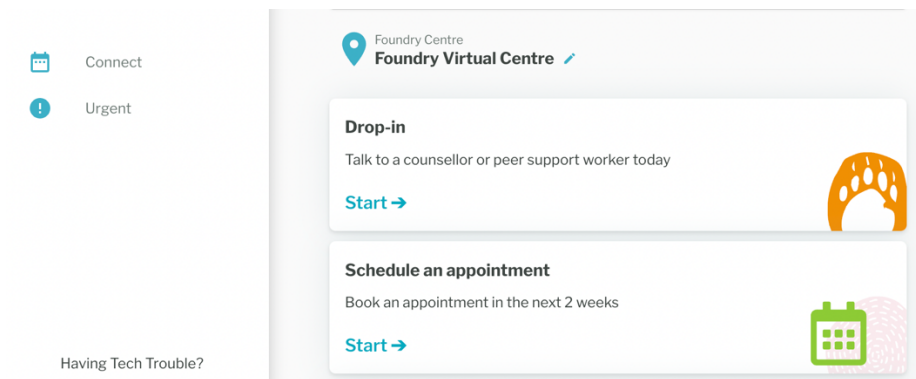 Connect
Urgent
Having Tech Trouble?
Foundry Centre
Foundry Virtual Centre
Drop-in
Talk to a counsellor or peer support worker today
Start →
Schedule an appointment
Book an appointment in the next 2 weeks
Start →